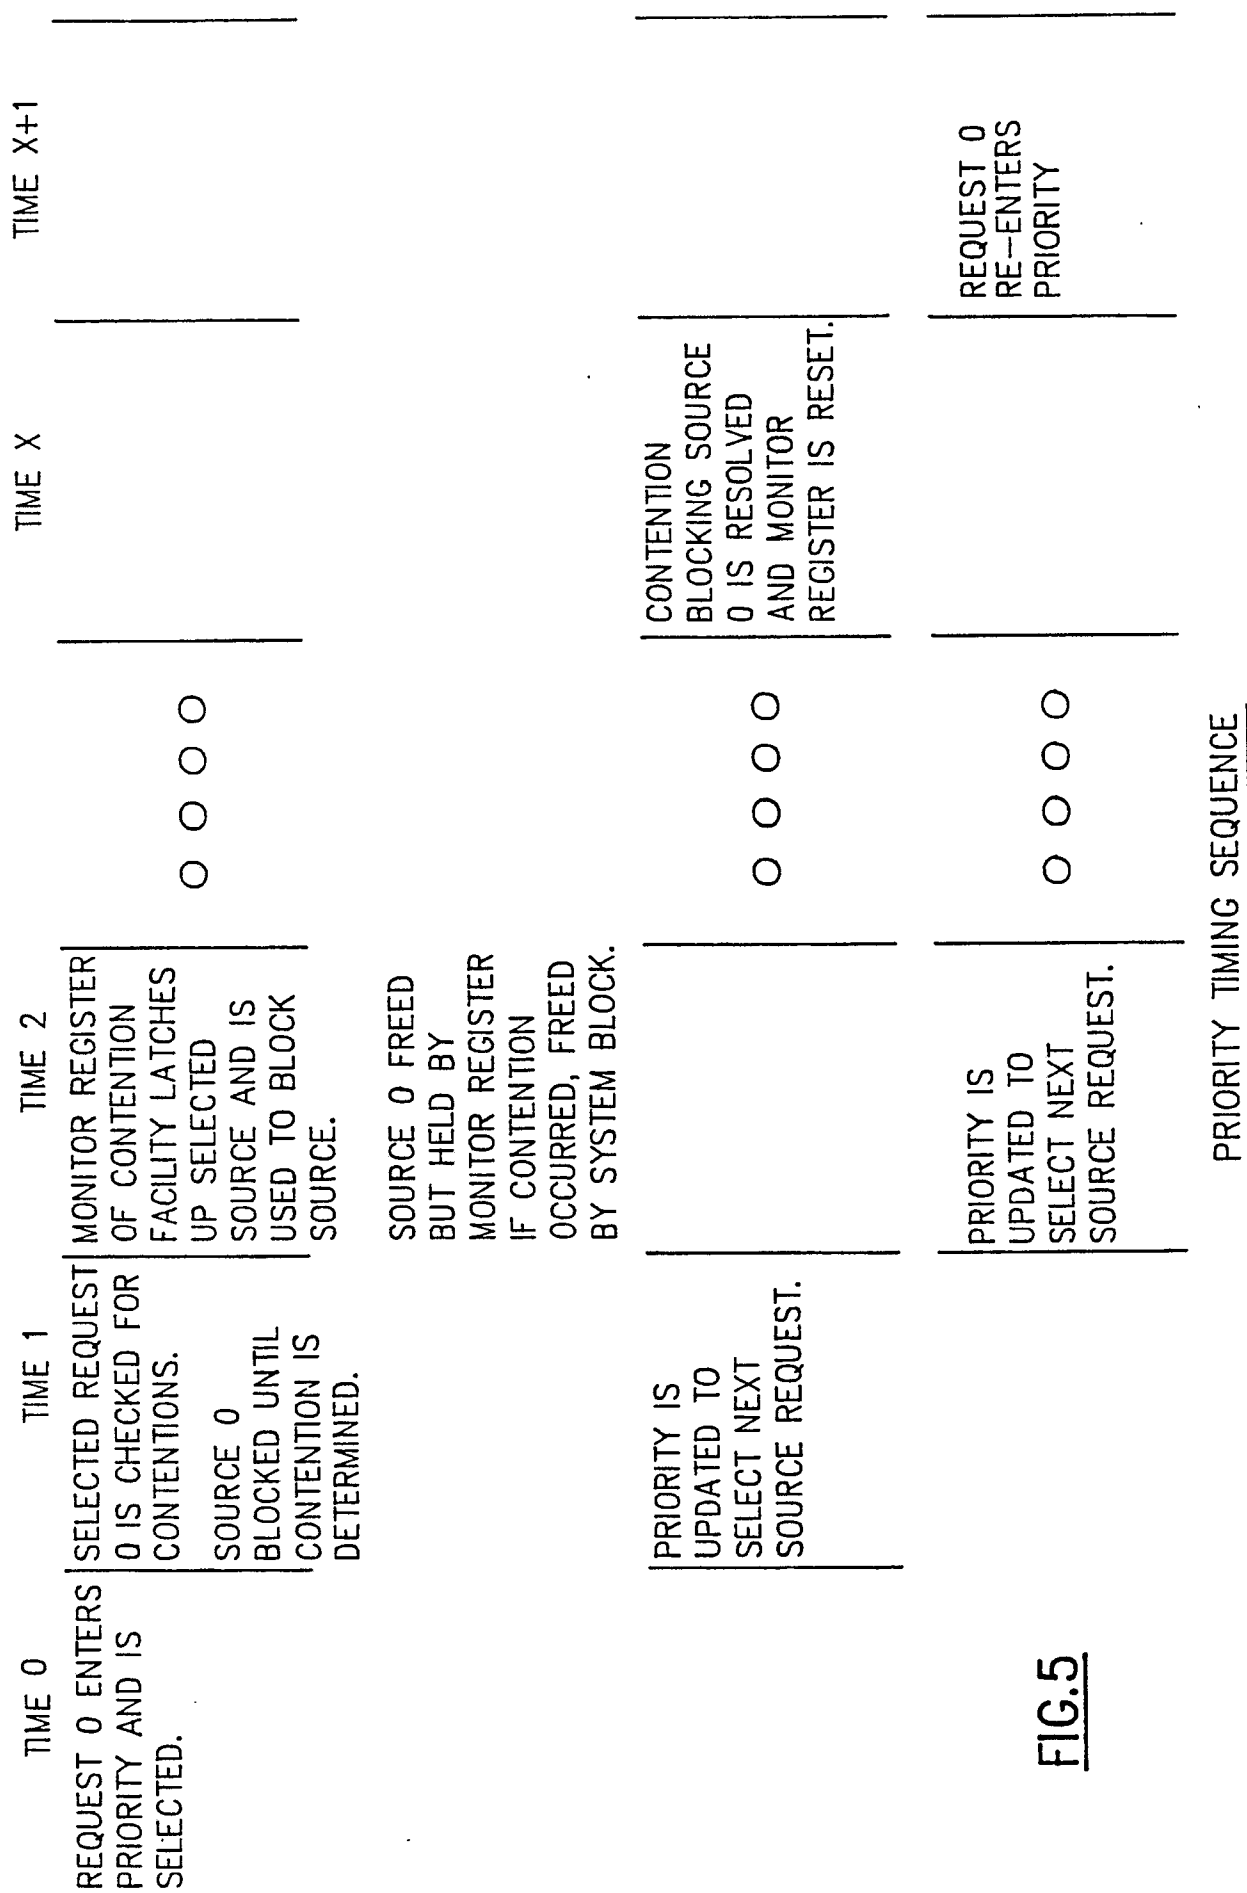 TIME 0
TIME 1
TIME 2
TIME X
TIME X+1
REQUEST 0 ENTERS
PRIORITY AND IS
SELECTED.
SELECTED REQUEST
0 IS CHECKED FOR
CONTENTIONS.
SOURCE 0
BLOCKED UNTIL
CONTENTION IS
DETERMINED.
MONITOR REGISTER
OF CONTENTION
FACILITY LATCHES
UP SELECTED
SOURCE AND IS
USED TO BLOCK
SOURCE.
SOURCE 0 FREED
BUT HELD BY
MONITOR REGISTER
IF CONTENTION
OCCURRED, FREED
BY SYSTEM BLOCK.
PRIORITY IS
UPDATED TO
SELECT NEXT
SOURCE REQUEST.
CONTENTION
BLOCKING SOURCE
0 IS RESOLVED
AND MONITOR
REGISTER IS RESET.
PRIORITY IS
UPDATED TO
SELECT NEXT
SOURCE REQUEST.
REQUEST 0
RE-ENTERS
PRIORITY
FIG.5
PRIORITY TIMING SEQUENCE